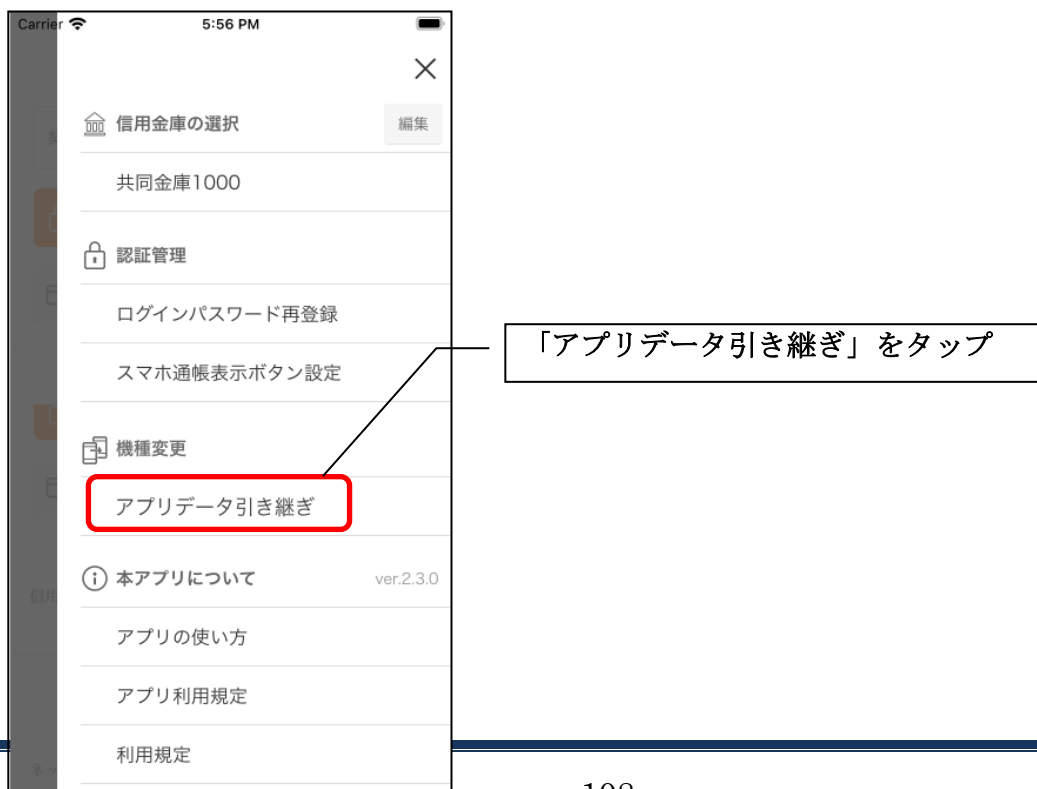 Carrier 5:56 PM
信用金庫の選択 編集
共同金庫1000
認証管理
ログインパスワード再登録
スマホ通帳表示ボタン設定
「アプリデータ引き継ぎ」をタップ
機種変更
アプリデータ引き継ぎ
本アプリについて ver.2.3.0
信用
アプリの使い方
アプリ利用規定
利用規定
ネッ